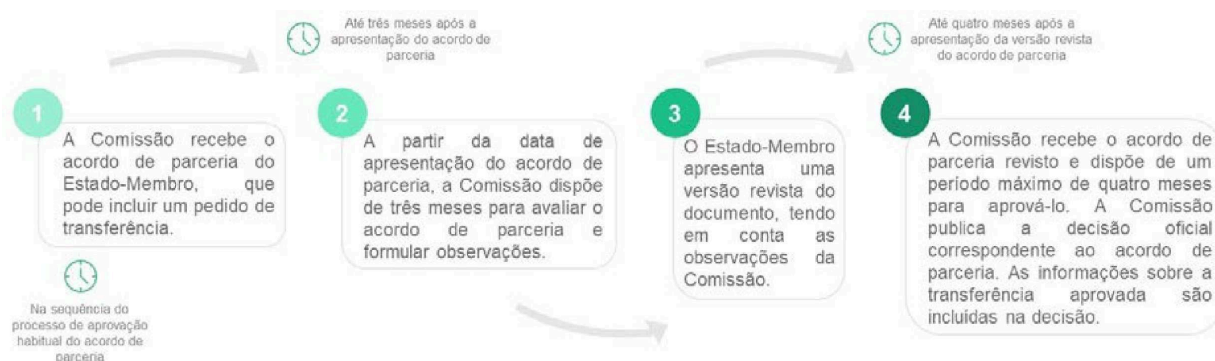 Até três meses após a
apresentação do acordo de
parceria
Até quatro meses após a
apresentação da versão revista
do acordo de parceria
1
A Comissão recebe o
acordo de parceria do
Estado-Membro, que
pode incluir um pedido de
transferência.
Na sequência do
processo de aprovação
habitual do acordo de
parceria
2
A partir da data de
apresentação do acordo de
parceria, a Comissão dispõe
de três meses para avaliar o
acordo de parceria e
formular observações.
3
O Estado-Membro
apresenta uma
versão revista do
documento, tendo
em conta as
observações da
Comissão.
4
A Comissão recebe o acordo de
parceria revisto e dispõe de um
período máximo de quatro meses
para aprová-lo. A Comissão
publica a decisão oficial
correspondente ao acordo de
parceria. As informações sobre a
transferência aprovada são
incluídas na decisão.